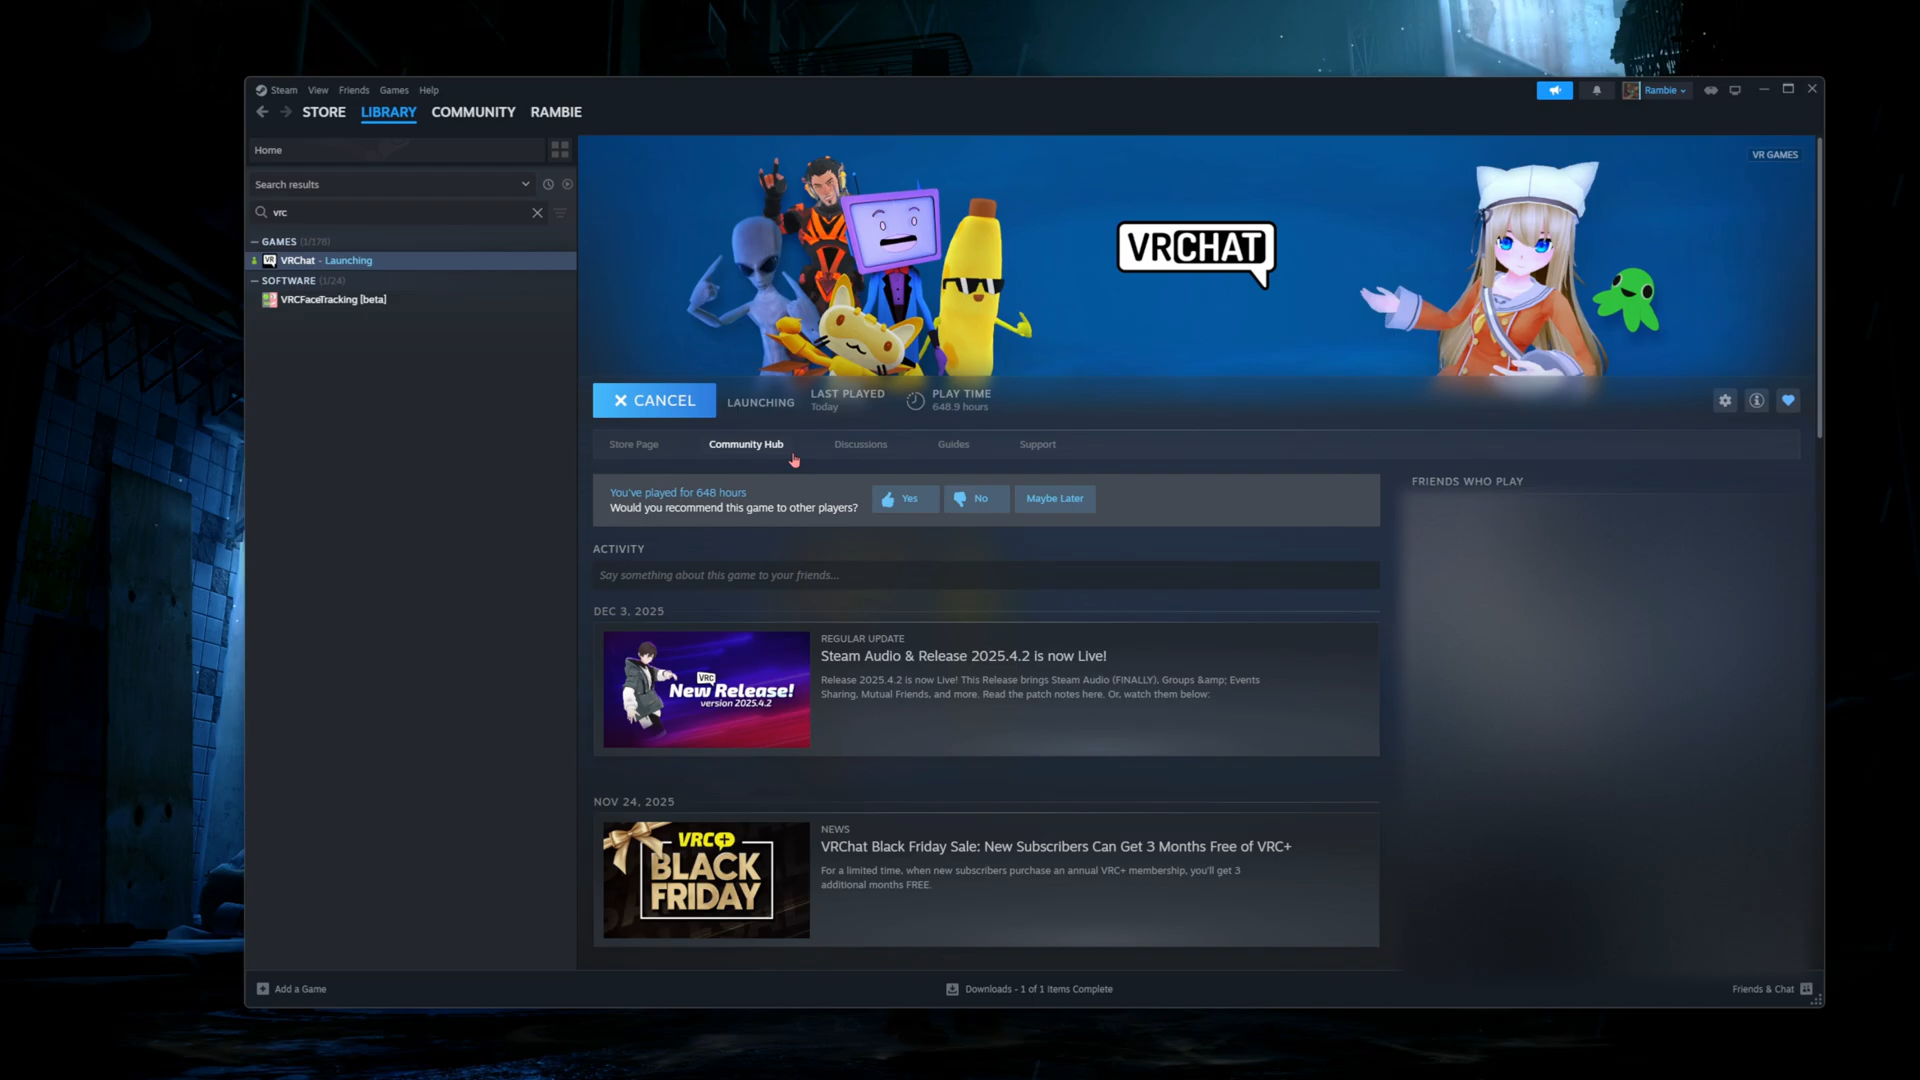 Steam View Friends Games Help
Rambie
STORE LIBRARY COMMUNITY RAMBIE
Home
Search results
vrc
GAMES (1/178)
VR VRChat - Launching
SOFTWARE (1/24)
VRCFaceTracking [beta]
VR GAMES
VRCHAT
CANCEL
LAUNCHING
LAST PLAYED
Today
PLAY TIME
648.9 hours
Store Page Community Hub Discussions Guides Support
You've played for 648 hours
Would you recommend this game to other players?
Yes No Maybe Later
FRIENDS WHO PLAY
ACTIVITY
Say something about this game to your friends...
DEC 3, 2025
VRC
New Release!
version 2025.4.2
REGULAR UPDATE
Steam Audio & Release 2025.4.2 is now Live!
Release 2025.4.2 is now Live! This Release brings Steam Audio (FINALLY), Groups &amp; Events
Sharing, Mutual Friends, and more. Read the patch notes here. Or, watch them below:
NOV 24, 2025
VRC+
BLACK
FRIDAY
NEWS
VRChat Black Friday Sale: New Subscribers Can Get 3 Months Free of VRC+
For a limited time, when new subscribers purchase an annual VRC+ membership, you'll get 3
additional months FREE.
Add a Game
Downloads - 1 of 1 Items Complete
Friends & Chat